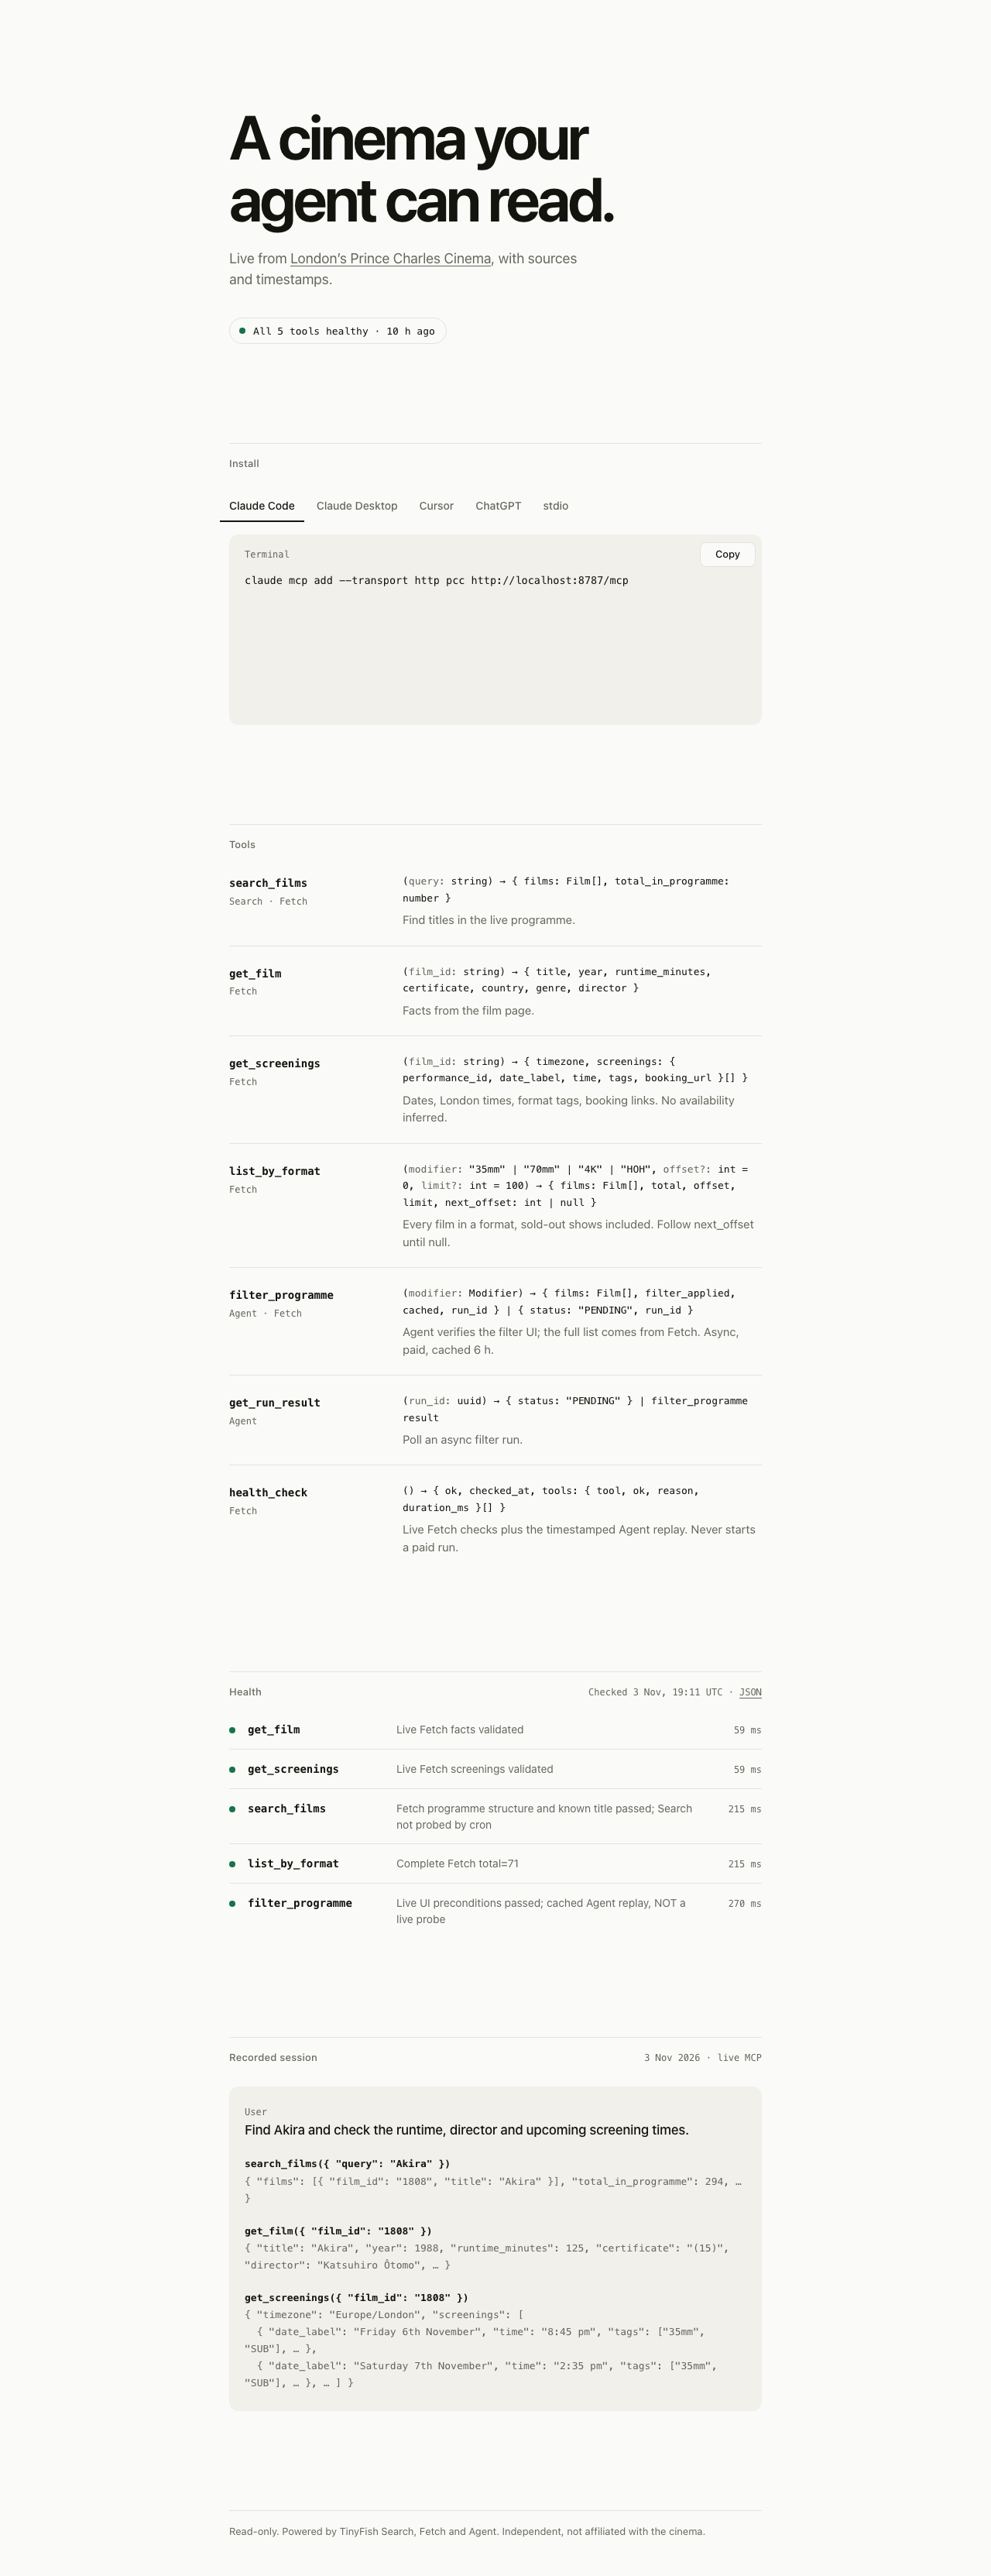 A cinema your
agent can read.
Live from London’s Prince Charles Cinema, with sources
and timestamps.
All 5 tools healthy · 10 h ago
Install
Claude Code Claude Desktop Cursor ChatGPT stdio
Terminal
Copy
claude mcp add --transport http pcc http://localhost:8787/mcp
Tools
search_films
Search · Fetch
(query: string) → { films: Film[], total_in_programme:
number }
Find titles in the live programme.
get_film
Fetch
(film_id: string) → { title, year, runtime_minutes,
certificate, country, genre, director }
Facts from the film page.
get_screenings
Fetch
(film_id: string) → { timezone, screenings: {
performance_id, date_label, time, tags, booking_url }[] }
Dates, London times, format tags, booking links. No availability
inferred.
list_by_format
Fetch
(modifier: "35mm" | "70mm" | "4K" | "HOH", offset?: int =
0, limit?: int = 100) → { films: Film[], total, offset,
limit, next_offset: int | null }
Every film in a format, sold-out shows included. Follow next_offset
until null.
filter_programme
Agent · Fetch
(modifier: Modifier) → { films: Film[], filter_applied,
cached, run_id } | { status: "PENDING", run_id }
Agent verifies the filter UI; the full list comes from Fetch. Async,
paid, cached 6 h.
get_run_result
Agent
(run_id: uuid) → { status: "PENDING" } | filter_programme
result
Poll an async filter run.
health_check
Fetch
() → { ok, checked_at, tools: { tool, ok, reason,
duration_ms }[] }
Live Fetch checks plus the timestamped Agent replay. Never starts
a paid run.
Health
Checked 3 Nov, 19:11 UTC · JSON
get_film Live Fetch facts validated 59 ms
get_screenings Live Fetch screenings validated 59 ms
search_films Fetch programme structure and known title passed; Search 215 ms
not probed by cron
list_by_format Complete Fetch total=71 215 ms
filter_programme Live UI preconditions passed; cached Agent replay, NOT a 270 ms
live probe
Recorded session
3 Nov 2026 · live MCP
User
Find Akira and check the runtime, director and upcoming screening times.
search_films({ "query": "Akira" })
{ "films": [{ "film_id": "1808", "title": "Akira" }], "total_in_programme": 294, …
}
get_film({ "film_id": "1808" })
{ "title": "Akira", "year": 1988, "runtime_minutes": 125, "certificate": "(15)",
"director": "Katsuhiro Ôtomo", … }
get_screenings({ "film_id": "1808" })
{ "timezone": "Europe/London", "screenings": [
{ "date_label": "Friday 6th November", "time": "8:45 pm", "tags": ["35mm",
"SUB"], … },
{ "date_label": "Saturday 7th November", "time": "2:35 pm", "tags": ["35mm",
"SUB"], … }, … ] }
Read-only. Powered by TinyFish Search, Fetch and Agent. Independent, not affiliated with the cinema.